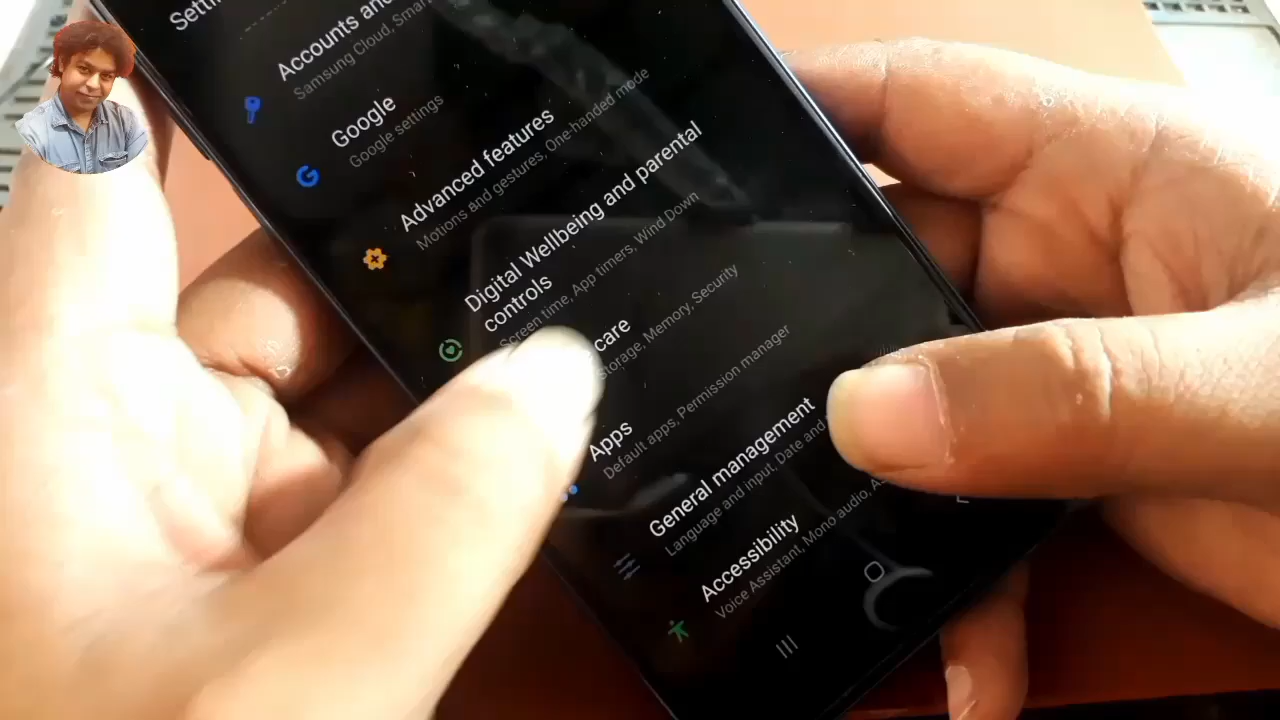 Accounts and
Samsung Cloud,
Google
Google settings
Advanced features
Motions and gestures, One-handed mode
Digital Wellbeing and parental
controls
Screen time, App timers, Wind Down
care
Storage, Memory, Security
Apps
Default apps, Permission manager
General management
Language and input, Date and
Accessibility
Voice Assistant, Mono audio,